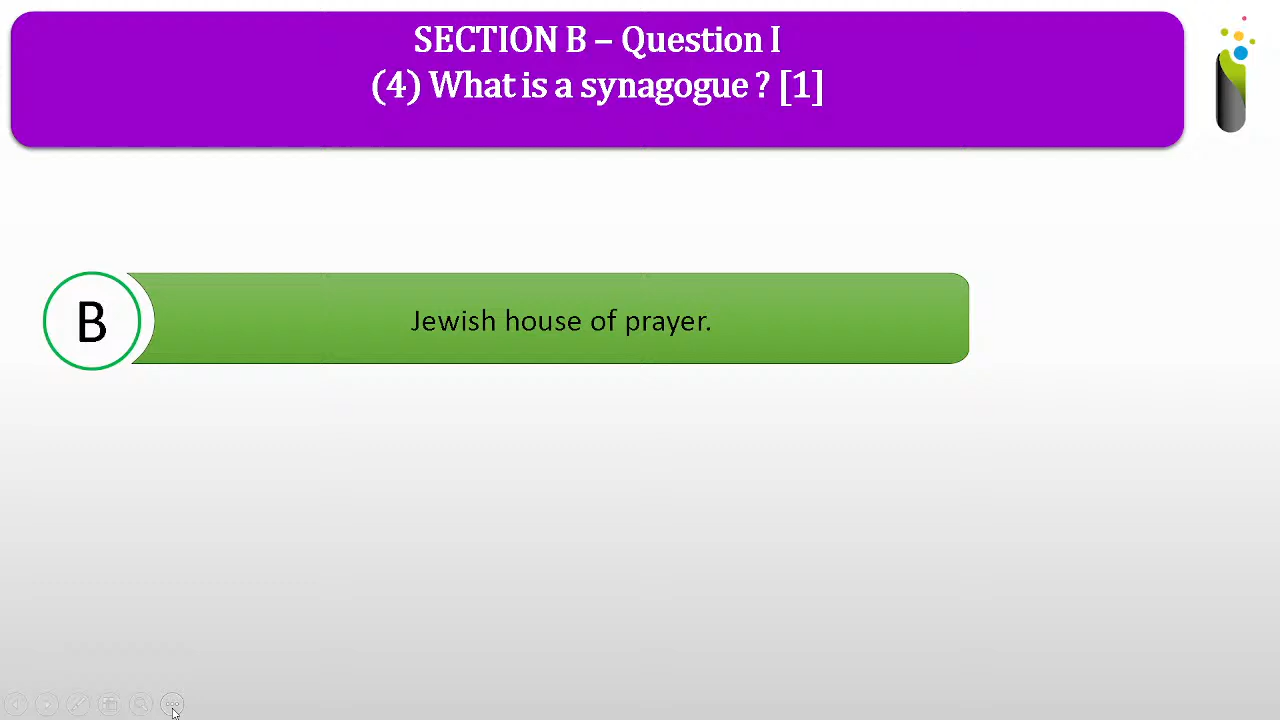 SECTION B – Question I
(4) What is a synagogue ? [1]
B
Jewish house of prayer.